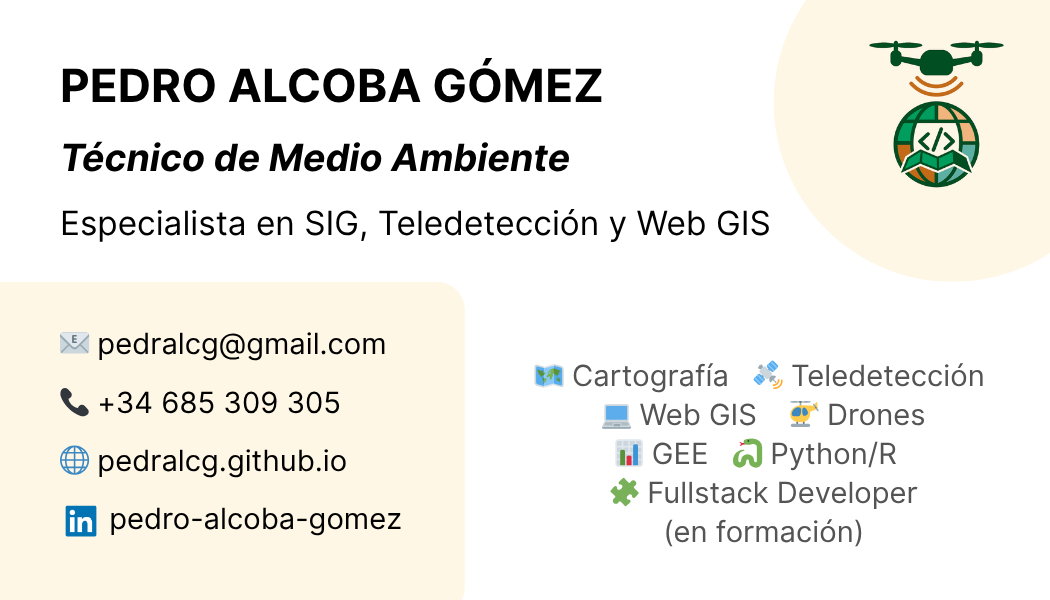 PEDRO ALCOBA GÓMEZ
Técnico de Medio Ambiente
Especialista en SIG, Teledetección y Web GIS
pedralcg@gmail.com
+34 685 309 305
pedralcg.github.io
pedro-alcoba-gomez
Cartografía Teledetección
Web GIS Drones
GEE Python/R
Fullstack Developer
(en formación)